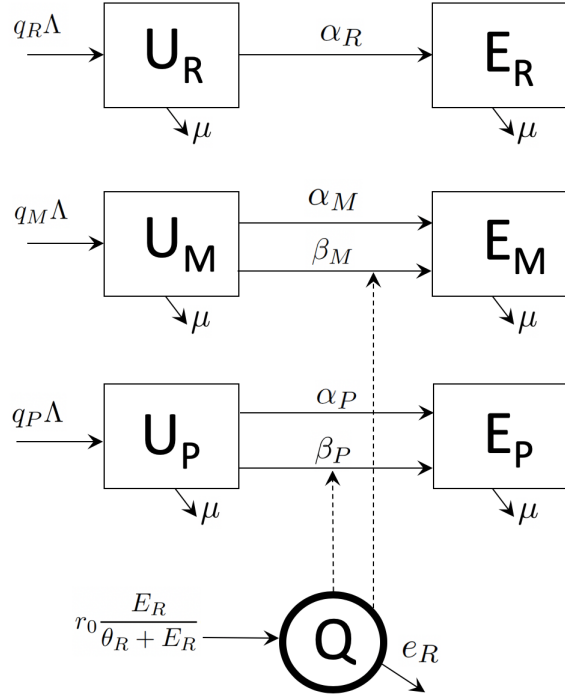 q_RΛ U_R α_R E_R
μ μ
q_MΛ U_M α_M E_M
β_M
μ μ
q_PΛ U_P α_P E_P
β_P
μ μ
r_0 E_R / (θ_R + E_R) Q e_R